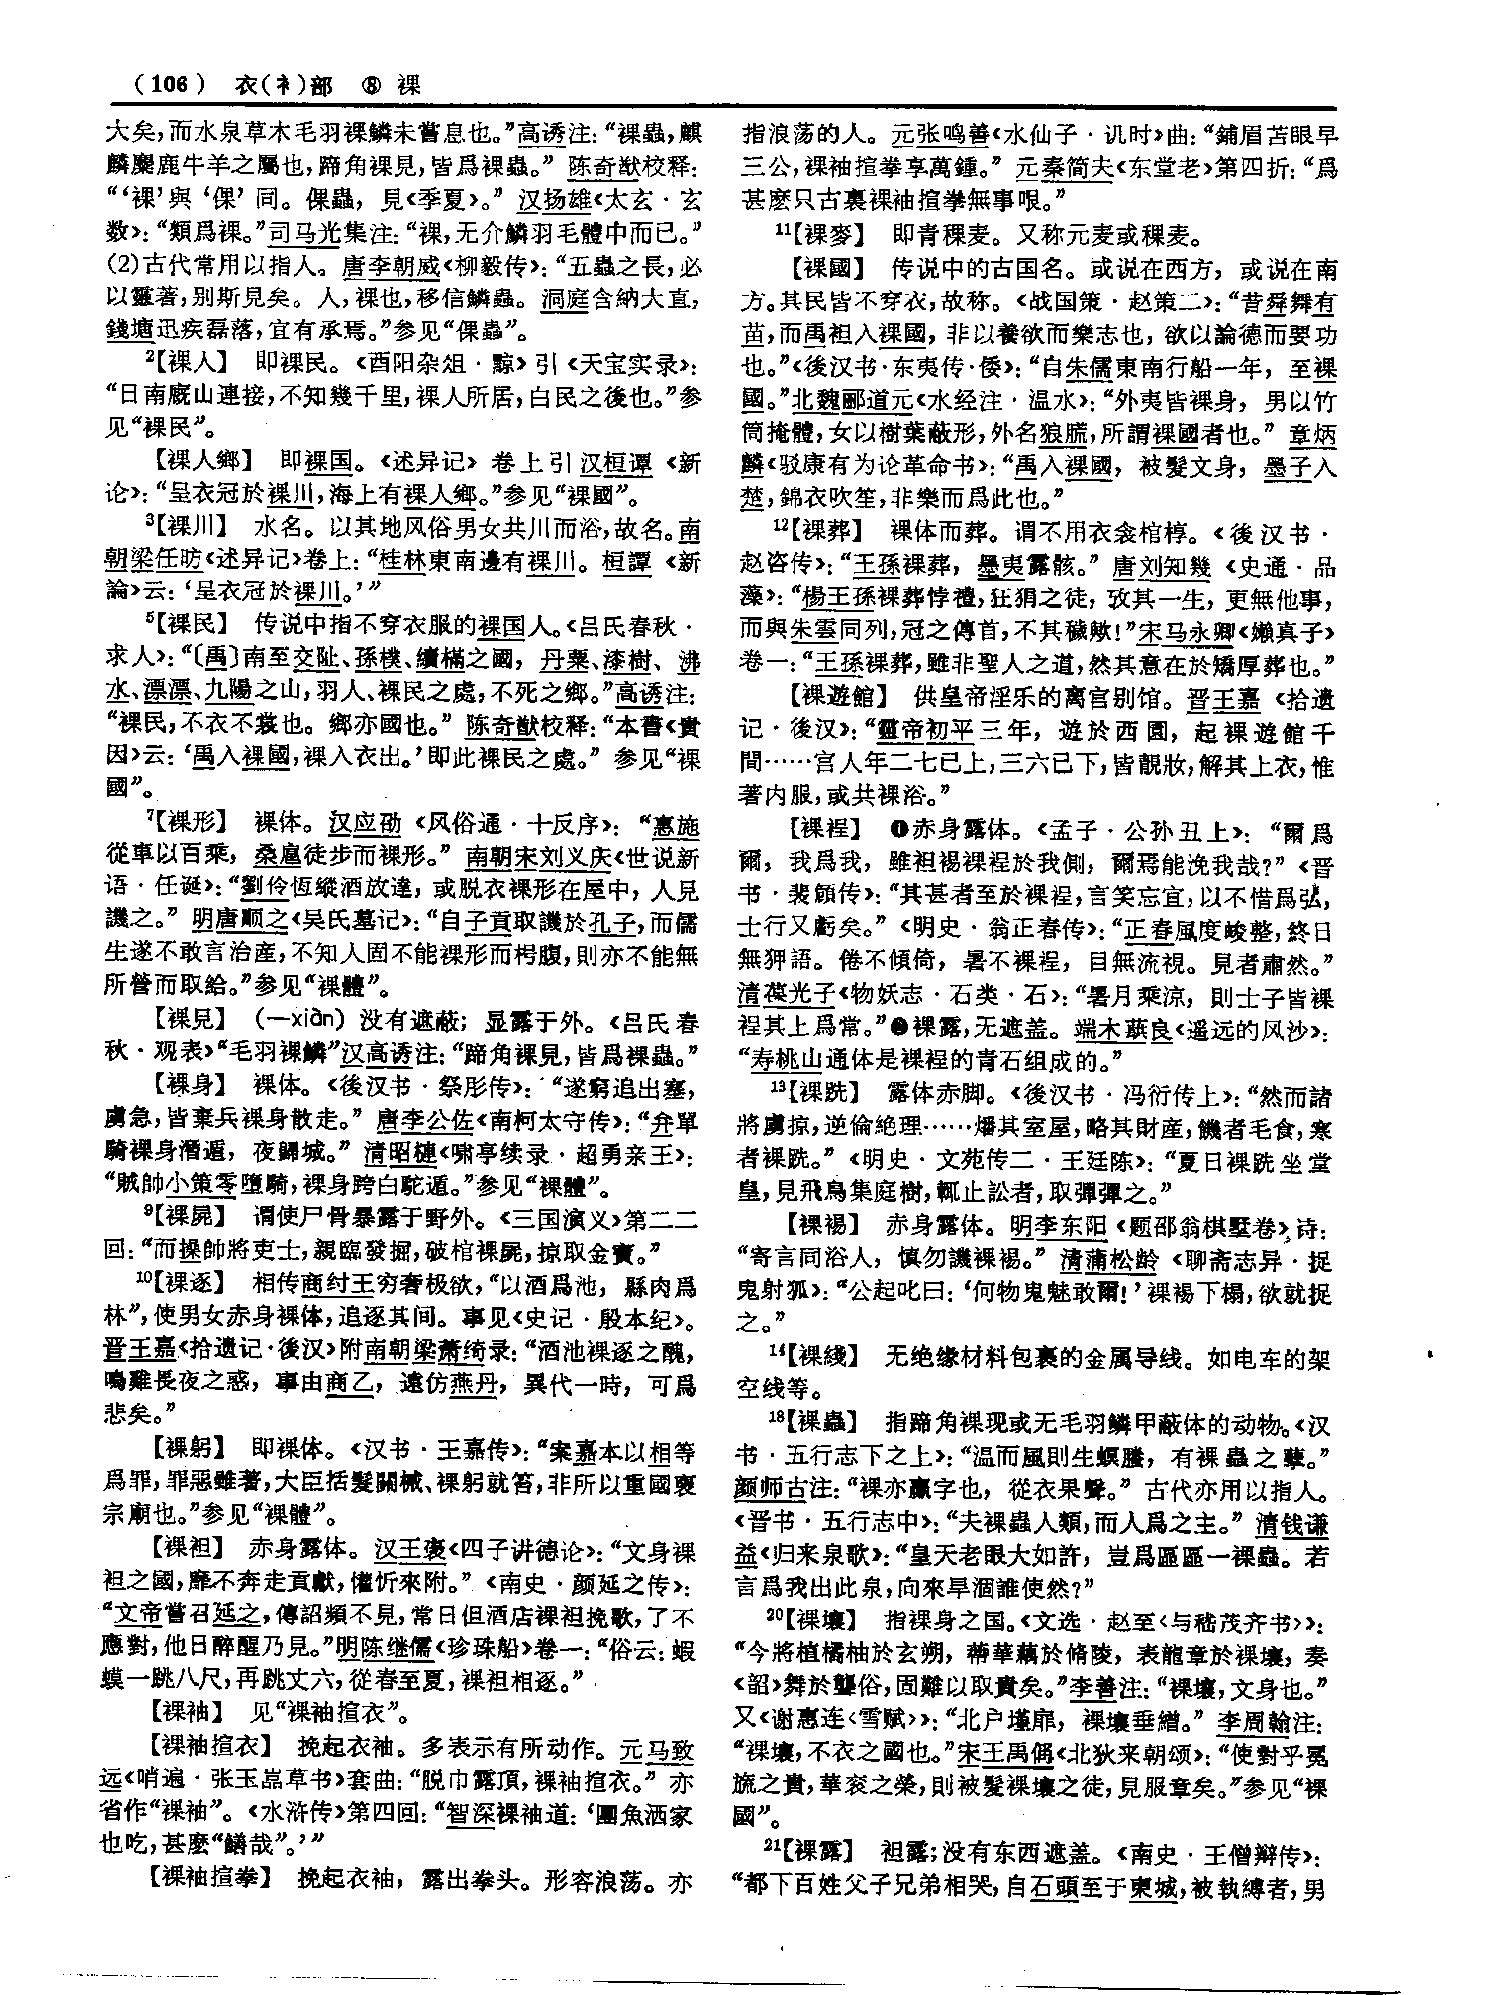 （106） 衣(衤)部 ⑧ 裸
大矣，而水泉草木毛羽裸鱗未嘗息也。”高诱注：“裸蟲，麒
麟麋鹿牛羊之屬也，蹄角裸見，皆爲裸蟲。” 陈奇猷校释：
“‘裸’與‘倮’同。倮蟲，見《季夏》。” 汉扬雄《太玄·玄
数》：“類爲裸。”司马光集注：“裸，无介鱗羽毛體中而已。”
(2)古代常用以指人。唐李朝威《柳毅传》：“五蟲之長，必
以靈著，别斯見矣。人，裸也，移信鱗蟲。洞庭含納大直，
錢塘迅疾磊落，宜有承焉。”参见“倮蟲”。
2【裸人】 即裸民。《酉阳杂俎·黥》引《天宝实录》：
“日南厩山連接，不知幾千里，裸人所居，白民之後也。”参
见“裸民”。
【裸人鄉】 即裸国。《述异记》卷上引汉桓谭《新
论》：“呈衣冠於裸川，海上有裸人鄉。”参见“裸國”。
3【裸川】 水名。以其地风俗男女共川而浴，故名。南
朝梁任昉《述异记》卷上：“桂林東南邊有裸川。桓譚《新
論》云：‘呈衣冠於裸川。’”
5【裸民】 传说中指不穿衣服的裸国人。《吕氏春秋·
求人》：“〔禹〕南至交阯、孫樸、續樠之國，丹粟、漆樹、沸
水、漂漂、九陽之山，羽人、裸民之處，不死之鄉。”高诱注：
“裸民，不衣不裳也。鄉亦國也。” 陈奇猷校释：“本書《貴
因》云：‘禹入裸國，裸入衣出。’即此裸民之處。” 参见“裸
國”。
7【裸形】 裸体。汉应劭《风俗通·十反序》：“惠施
從車以百乘，桑扈徒步而裸形。” 南朝宋刘义庆《世说新
语·任诞》：“劉伶恆縱酒放達，或脱衣裸形在屋中，人見
譏之。” 明唐顺之《吴氏墓记》：“自子貢取譏於孔子，而儒
生遂不敢言治産，不知人固不能裸形而枵腹，則亦不能無
所營而取給。”参见“裸體”。
【裸見】 (—xiàn) 没有遮蔽；显露于外。《吕氏春
秋·观表》“毛羽裸鳞”汉高诱注：“蹄角裸見，皆爲裸蟲。”
【裸身】 裸体。《後汉书·祭肜传》：“遂窮追出塞，
虜急，皆棄兵裸身散走。” 唐李公佐《南柯太守传》：“弁單
騎裸身潛遁，夜歸城。” 清昭槤《啸亭续录·超勇亲王》：
“贼帥小策零墮騎，裸身跨白駝遁。”参见“裸體”。
9【裸屍】 谓使尸骨暴露于野外。《三国演义》第二二
回：“而操帥將吏士，親臨發掘，破棺裸屍，掠取金寶。”
10【裸逐】 相传商纣王穷奢极欲，“以酒爲池，縣肉爲
林”，使男女赤身裸体，追逐其间。事见《史记·殷本纪》。
晋王嘉《拾遗记·後汉》附南朝梁萧绮录：“酒池裸逐之醜，
鳴雞長夜之惑，事由商乙，遠仿燕丹，異代一時，可爲
悲矣。”
【裸躬】 即裸体。《汉书·王嘉传》：“案嘉本以相等
爲罪，罪惡雖著，大臣括髮關械、裸躬就笞，非所以重國褒
宗廟也。”参见“裸體”。
【裸袒】 赤身露体。汉王褒《四子讲德论》：“文身裸
袒之國，靡不奔走貢獻，懽忻來附。”《南史·颜延之传》：
“文帝嘗召延之，傳詔頻不見，常日但酒店裸袒挽歌，了不
應對，他日醉醒乃見。”明陈继儒《珍珠船》卷一：“俗云：蝦
蟆一跳八尺，再跳丈六，從春至夏，裸袒相逐。”
【裸袖】 见“裸袖揎衣”。
【裸袖揎衣】 挽起衣袖。多表示有所动作。元马致
远《哨遍·张玉嵓草书》套曲：“脱巾露頂，裸袖揎衣。” 亦
省作“裸袖”。《水浒传》第四回：“智深裸袖道：‘團魚洒家
也吃，甚麽“鱔哉”。’”
【裸袖揎拳】 挽起衣袖，露出拳头。形容浪荡。亦
指浪荡的人。元张鸣善《水仙子·讥时》曲：“鋪眉苫眼早
三公，裸袖揎拳享萬鍾。” 元秦简夫《东堂老》第四折：“爲
甚麽只古裏裸袖揎拳無事哏。”
11【裸麥】 即青稞麦。又称元麦或稞麦。
【裸國】 传说中的古国名。或说在西方，或说在南
方。其民皆不穿衣，故称。《战国策·赵策二》：“昔舜舞有
苗，而禹袒入裸國，非以養欲而樂志也，欲以論德而要功
也。”《後汉书·东夷传·倭》：“自朱儒東南行船一年，至裸
國。”北魏郦道元《水经注·温水》：“外夷皆裸身，男以竹
筒掩體，女以樹葉蔽形，外名狼䐠，所謂裸國者也。” 章炳
麟《驳康有为论革命书》：“禹入裸國，被髮文身，墨子入
楚，錦衣吹笙，非樂而爲此也。”
12【裸葬】 裸体而葬。谓不用衣衾棺椁。《後汉书·
赵咨传》：“王孫裸葬，墨夷露骸。” 唐刘知幾《史通·品
藻》：“楊王孫裸葬悖禮，狂狷之徒，攷其一生，更無他事，
而與朱雲同列，冠之傳首，不其穢歟！”宋马永卿《嬾真子》
卷一：“王孫裸葬，雖非聖人之道，然其意在於矯厚葬也。”
【裸遊館】 供皇帝淫乐的离宫别馆。晋王嘉《拾遗
记·後汉》：“靈帝初平三年，遊於西園，起裸遊館千
間……宫人年二七已上，三六已下，皆靚妝，解其上衣，惟
著内服，或共裸浴。”
【裸裎】 ❶赤身露体。《孟子·公孙丑上》：“爾爲
爾，我爲我，雖袒裼裸裎於我側，爾焉能浼我哉？”《晋
书·裴頠传》：“其甚者至於裸裎，言笑忘宜，以不惜爲弘，
士行又虧矣。”《明史·翁正春传》：“正春風度峻整，終日
無狎語。倦不傾倚，暑不裸裎，目無流視。見者肅然。”
清葆光子《物妖志·石类·石》：“暑月乘涼，則士子皆裸
裎其上爲常。”❷裸露，无遮盖。端木蕻良《遥远的风沙》：
“寿桃山通体是裸裎的青石组成的。”
13【裸跣】 露体赤脚。《後汉书·冯衍传上》：“然而諸
將虜掠，逆倫絶理……燔其室屋，略其財産，饑者毛食，寒
者裸跣。”《明史·文苑传二·王廷陈》：“夏日裸跣坐堂
皇，見飛鳥集庭樹，輒止訟者，取彈彈之。”
【裸裼】 赤身露体。明李东阳《题邵翁棋墅卷》诗：
“寄言同浴人，慎勿譏裸裼。” 清蒲松龄《聊斋志异·捉
鬼射狐》：“公起叱曰：‘何物鬼魅敢爾！’裸裼下榻，欲就捉
之。”
14【裸綫】 无绝缘材料包裹的金属导线。如电车的架
空线等。
18【裸蟲】 指蹄角裸现或无毛羽鳞甲蔽体的动物。《汉
书·五行志下之上》：“温而風則生螟螣，有裸蟲之孽。”
颜师古注：“裸亦臝字也，從衣果聲。” 古代亦用以指人。
《晋书·五行志中》：“夫裸蟲人類，而人爲之主。” 清钱谦
益《归来泉歌》：“皇天老眼大如許，豈爲區區一裸蟲。若
言爲我出此泉，向來旱涸誰使然？”
20【裸壤】 指裸身之国。《文选·赵至〈与嵇茂齐书〉》：
“今將植橘柚於玄朔，蔕華藕於脩陵，表龍章於裸壤，奏
《韶》舞於聾俗，固難以取貴矣。”李善注：“裸壤，文身也。”
又《谢惠连〈雪赋〉》：“北户墐扉，裸壤垂繒。” 李周翰注：
“裸壤，不衣之國也。”宋王禹偁《北狄来朝颂》：“使對乎冕
旒之貴，華衮之榮，則被髮裸壤之徒，見服章矣。”参见“裸
國”。
21【裸露】 袒露；没有东西遮盖。《南史·王僧辩传》：
“都下百姓父子兄弟相哭，自石頭至于東城，被執縛者，男